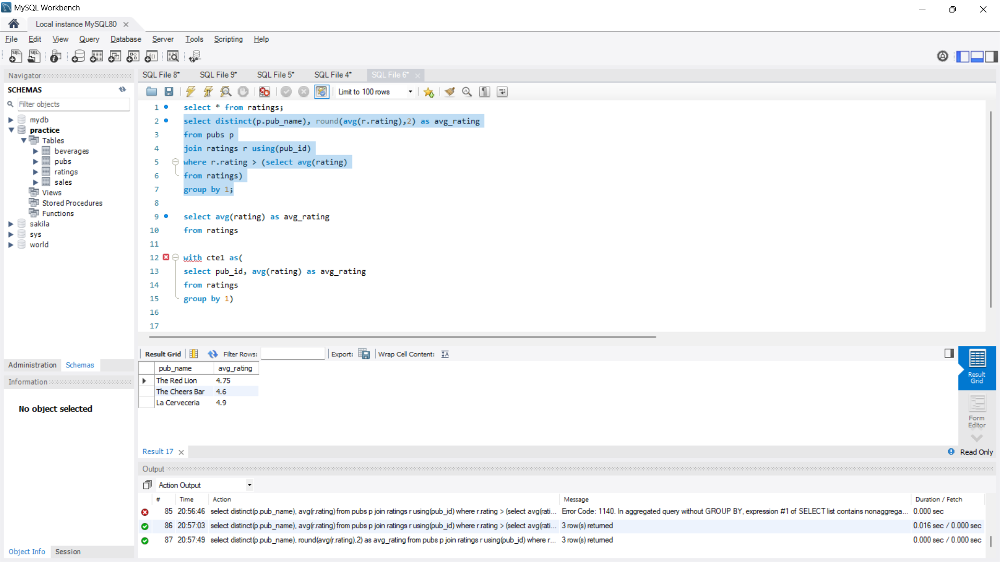 MySQL Workbench
Local instance MySQL80
File Edit View Query Database Server Tools Scripting Help
Navigator
SCHEMAS
Filter objects
mydb
practice
Tables
beverages
pubs
ratings
sales
Views
Stored Procedures
Functions
sakila
sys
world
Administration Schemas
Information
No object selected
Object Info Session
SQL File 8* SQL File 9* SQL File 5* SQL File 4* SQL File 6*
Limit to 100 rows
1 select * from ratings;
2 select distinct(p.pub_name), round(avg(r.rating),2) as avg_rating
3 from pubs p
4 join ratings r using(pub_id)
5 where r.rating > (select avg(rating)
6 from ratings)
7 group by 1;
8
9 select avg(rating) as avg_rating
10 from ratings
11
12 with cte1 as(
13 select pub_id, avg(rating) as avg_rating
14 from ratings
15 group by 1)
16
17
Result Grid Filter Rows: Export: Wrap Cell Content:
pub_name avg_rating
The Red Lion 4.75
The Cheers Bar 4.6
La Cerveceria 4.9
Result Grid
Form Editor
Result 17
Read Only
Output
Action Output
# Time Action Message Duration / Fetch
85 20:56:46 select distinct(p.pub_name), avg(r.rating) from pubs p join ratings r using(pub_id) where r.rating > (select avg(rati... Error Code: 1140. In aggregated query without GROUP BY, expression #1 of SELECT list contains nonaggrega... 0.000 sec
86 20:57:03 select distinct(p.pub_name), avg(r.rating) from pubs p join ratings r using(pub_id) where r.rating > (select avg(rati... 3 row(s) returned 0.016 sec / 0.000 sec
87 20:57:49 select distinct(p.pub_name), round(avg(r.rating),2) as avg_rating from pubs p join ratings r using(pub_id) where r... 3 row(s) returned 0.000 sec / 0.000 sec